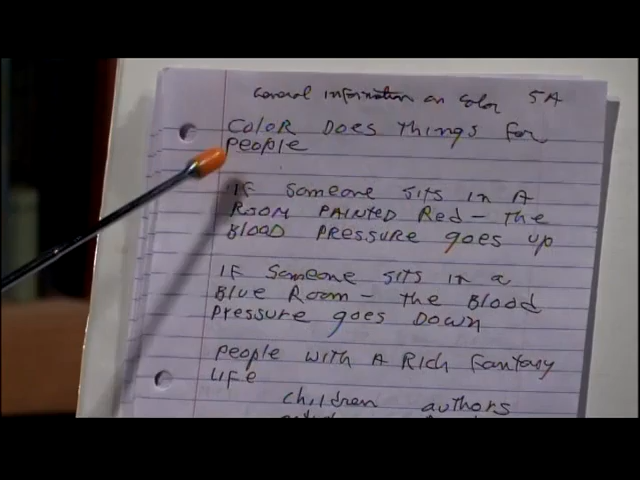 General information on color 5A
Color Does Things for
People
If Someone sits in A
Room PAINTED Red - the
BLOOD PRESSURE goes up
If Someone sits in a
Blue Room - the Blood
Pressure goes Down
People with A Rich Fantasy
Life
children authors